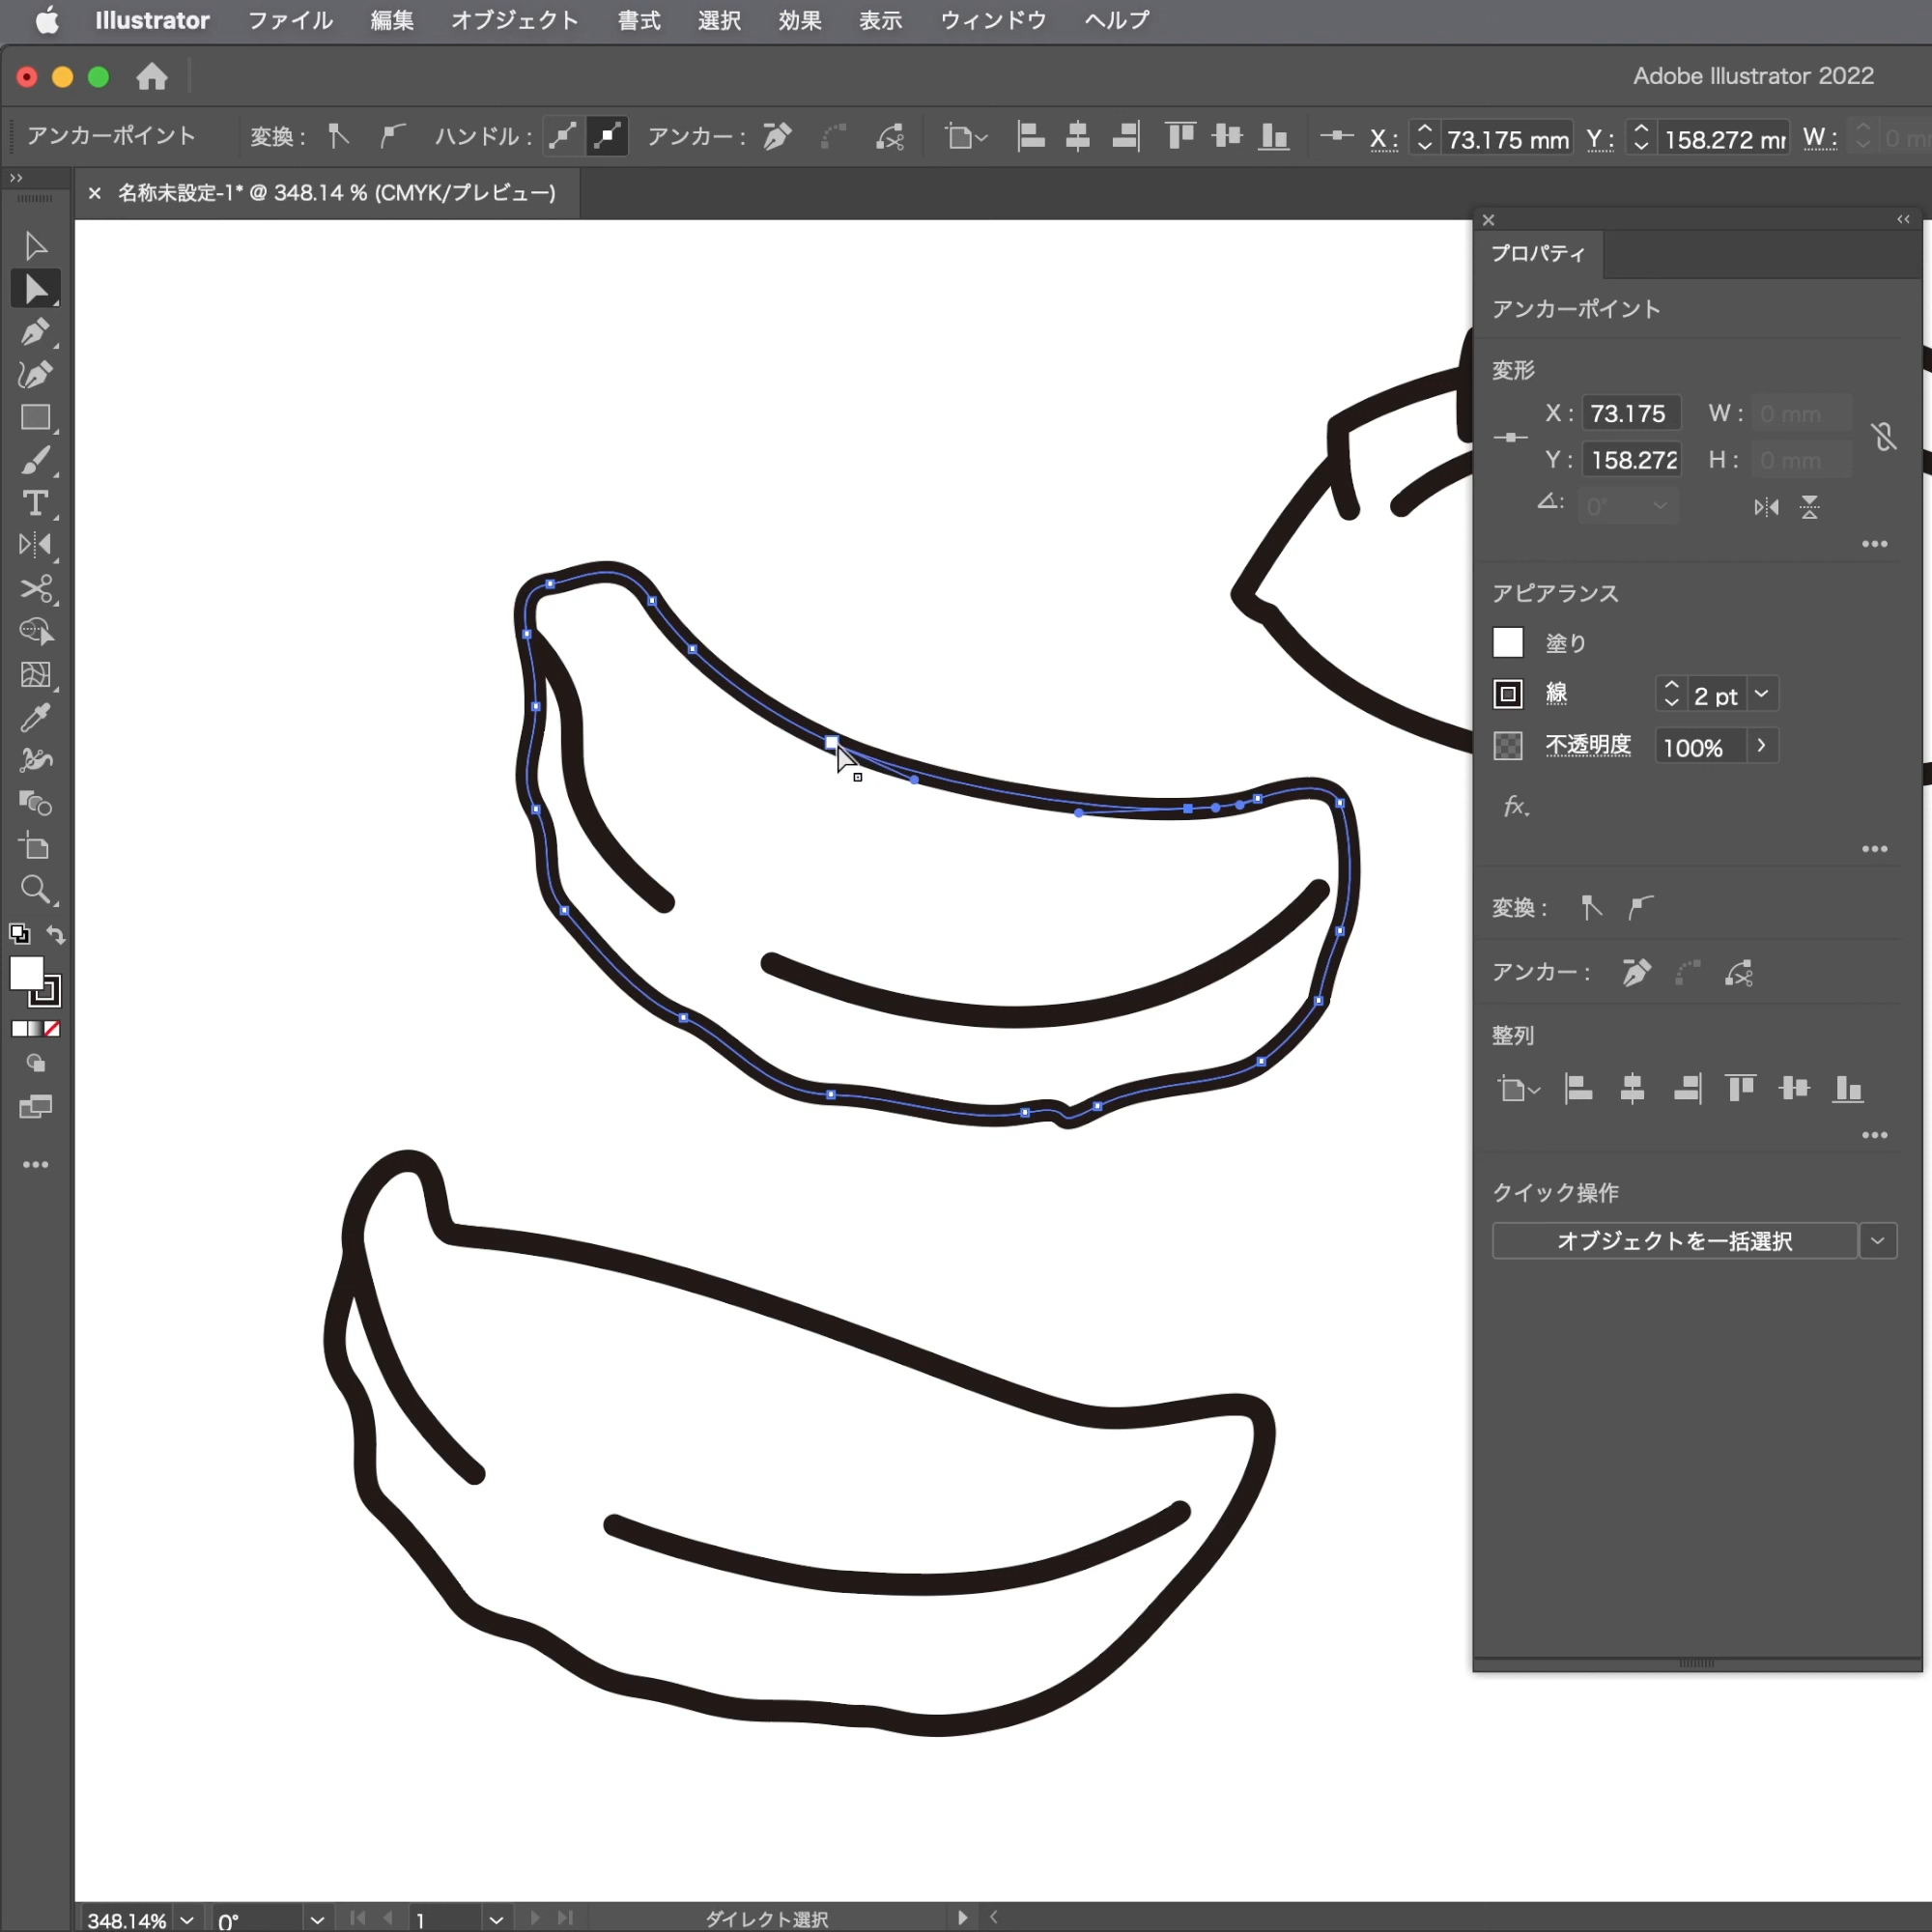 Illustrator ファイル 編集 オブジェクト 書式 選択 効果 表示 ウィンドウ ヘルプ
Adobe Illustrator 2022
アンカーポイント 変換： ハンドル： アンカー： X： 73.175 mm Y： 158.272 mm W： 0 mm
× 名称未設定-1* @ 348.14 % (CMYK/プレビュー)
プロパティ
アンカーポイント
変形
X： 73.175 W： 0 mm
Y： 158.272 H： 0 mm
0°
アピアランス
塗り
線 2 pt
不透明度 100%
fx.
変換：
アンカー：
整列
クイック操作
オブジェクトを一括選択
348.14% 0° 1 ダイレクト選択